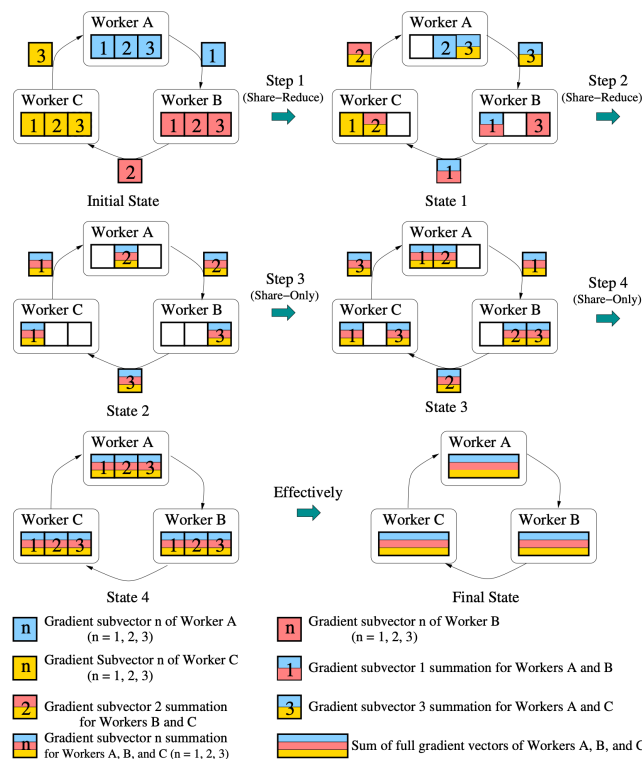 Worker A
1 2 3
3
1
Worker C
1 2 3
Worker B
1 2 3
2
Initial State
Step 1
(Share−Reduce)
Worker A
2 3
2
3
Worker C
1 2
Worker B
1 3
1
State 1
Step 2
(Share−Reduce)
Worker A
2
1
2
Worker C
1
Worker B
3
3
State 2
Step 3
(Share−Only)
Worker A
1 2
3
1
Worker C
1 3
Worker B
2 3
2
State 3
Step 4
(Share−Only)
Worker A
1 2 3
Worker C
1 2 3
Worker B
1 2 3
State 4
Effectively
Worker A
Worker C
Worker B
Final State
n Gradient subvector n of Worker A
(n = 1, 2, 3)
n Gradient subvector n of Worker B
(n = 1, 2, 3)
n Gradient Subvector n of Worker C
(n = 1, 2, 3)
1 Gradient subvector 1 summation for Workers A and B
2 Gradient subvector 2 summation
for Workers B and C
3 Gradient subvector 3 summation for Workers A and C
n Gradient subvector n summation
for Workers A, B, and C (n = 1, 2, 3)
Sum of full gradient vectors of Workers A, B, and C